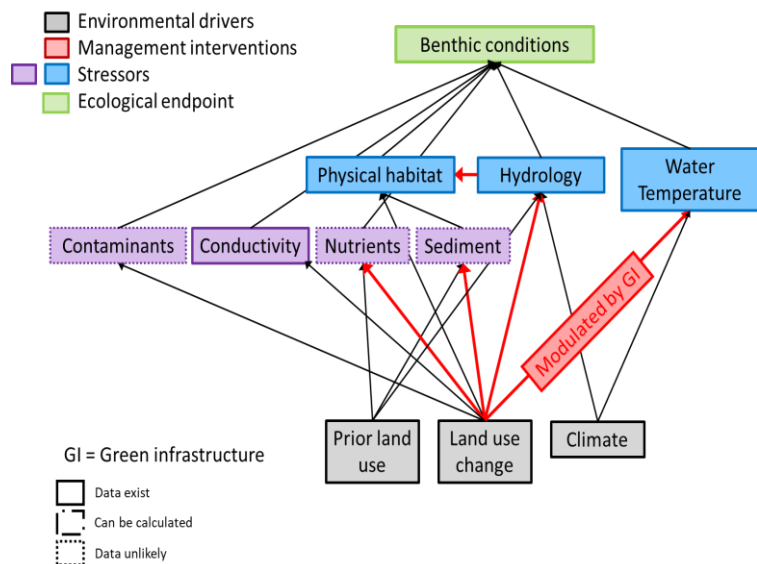 Environmental drivers
Management interventions
Stressors
Ecological endpoint
Benthic conditions
Physical habitat
Hydrology
Water
Temperature
Contaminants
Conductivity
Nutrients
Sediment
Modulated by GI
Prior land
use
Land use
change
Climate
GI = Green infrastructure
Data exist
Can be calculated
Data unlikely